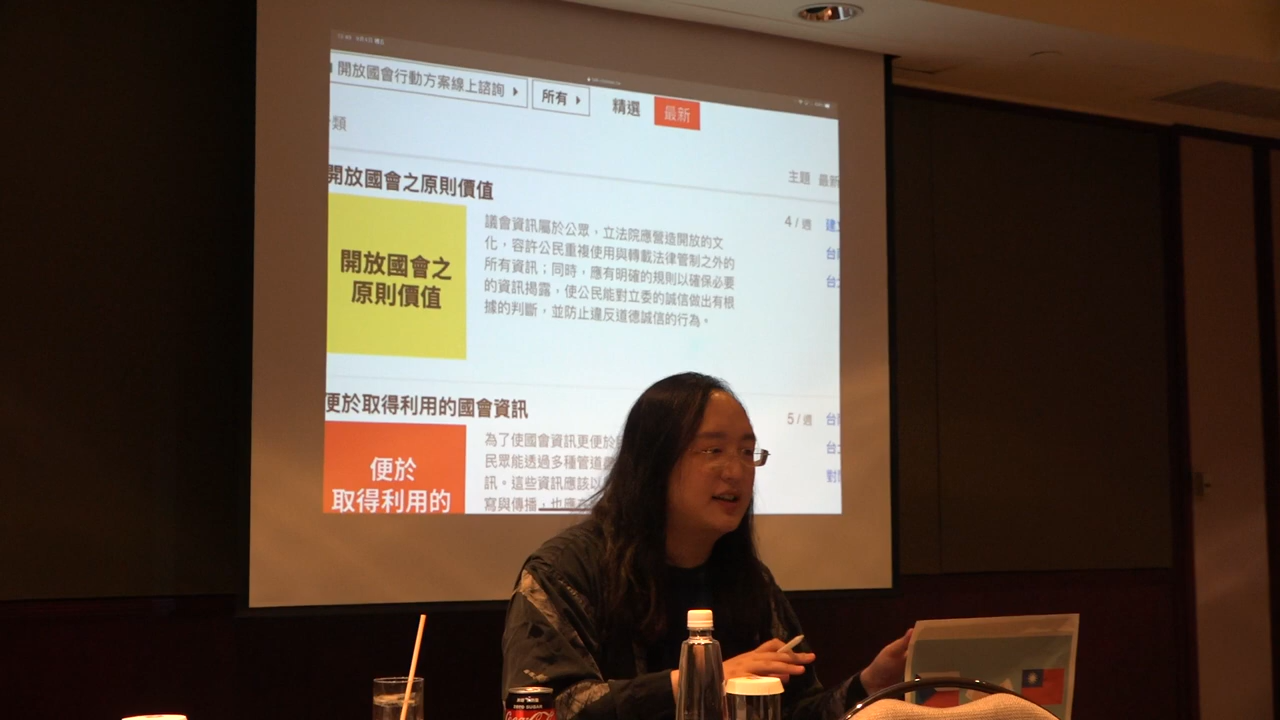 開放國會行動方案線上諮詢
所有
精選
最新
類
主題 最新
開放國會之原則價值
開放國會之
原則價值
議會資訊屬於公眾，立法院應營造開放的文
化，容許公民重複使用與轉載法律管制之外的
所有資訊；同時，應有明確的規則以確保必要
的資訊揭露，使公民能對立委的誠信做出有根
據的判斷，並防止違反道德誠信的行為。
4 / 週
建立
台
台
便於取得利用的國會資訊
便於
取得利用的
為了使國會資訊更便於
民眾能透過多種管道
訊。這些資訊應該以
寫與傳播，也應
5 / 週
台
台
對